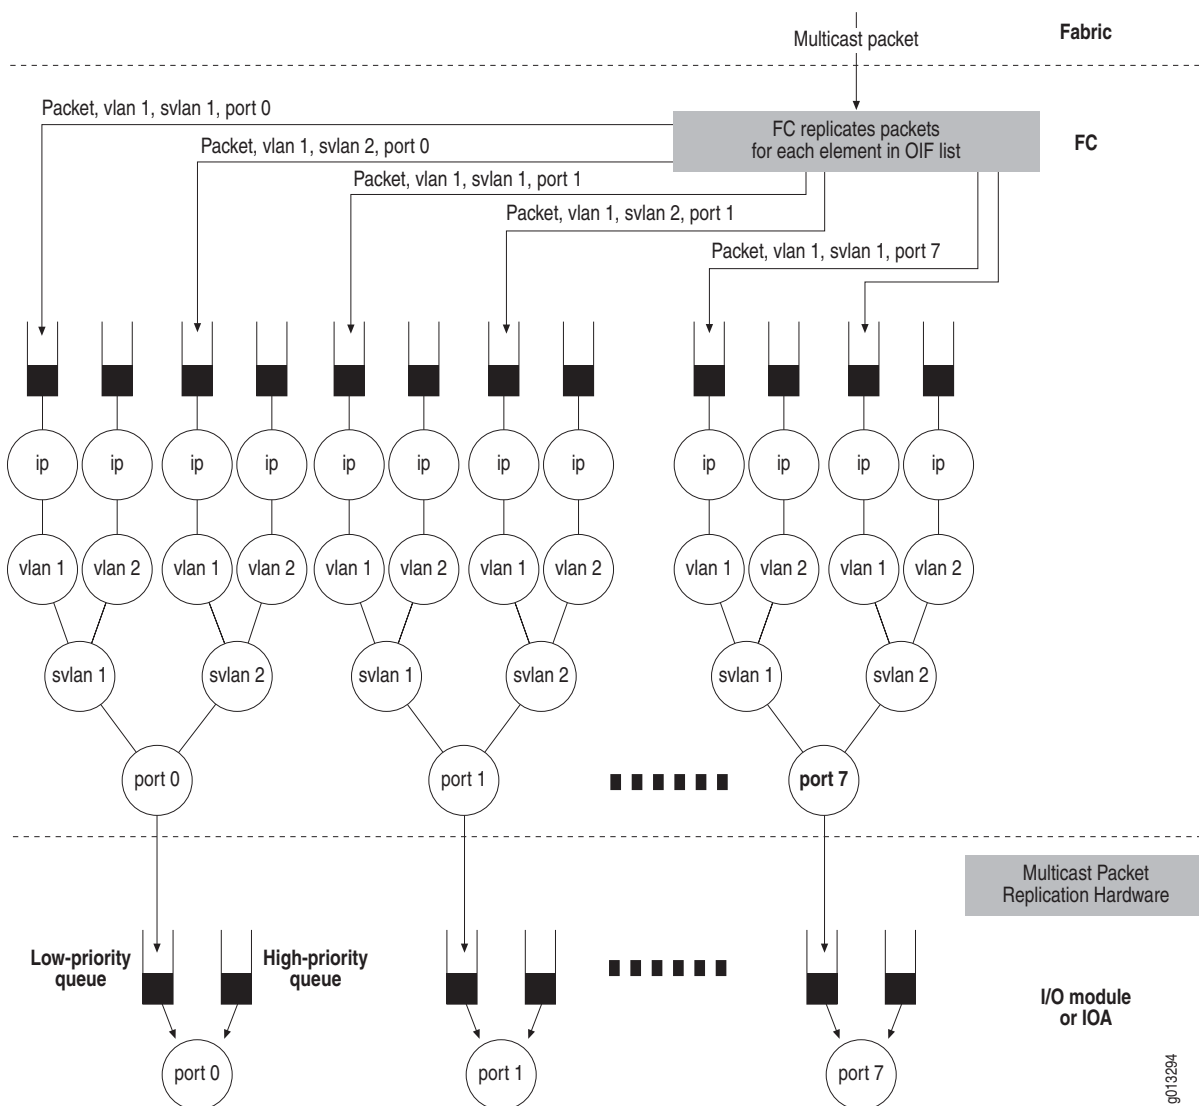 Multicast packet
Fabric
Packet, vlan 1, svlan 1, port 0
FC replicates packets
for each element in OIF list
FC
Packet, vlan 1, svlan 2, port 0
Packet, vlan 1, svlan 1, port 1
Packet, vlan 1, svlan 2, port 1
Packet, vlan 1, svlan 1, port 7
ip ip ip ip ip ip ip ip ip ip ip ip
vlan 1 vlan 2 vlan 1 vlan 2 vlan 1 vlan 2 vlan 1 vlan 2 vlan 1 vlan 2 vlan 1 vlan 2
svlan 1 svlan 2 svlan 1 svlan 2 svlan 1 svlan 2
port 0 port 1 port 7
Multicast Packet
Replication Hardware
Low-priority
queue
High-priority
queue
I/O module
or IOA
port 0 port 1 port 7
g013294